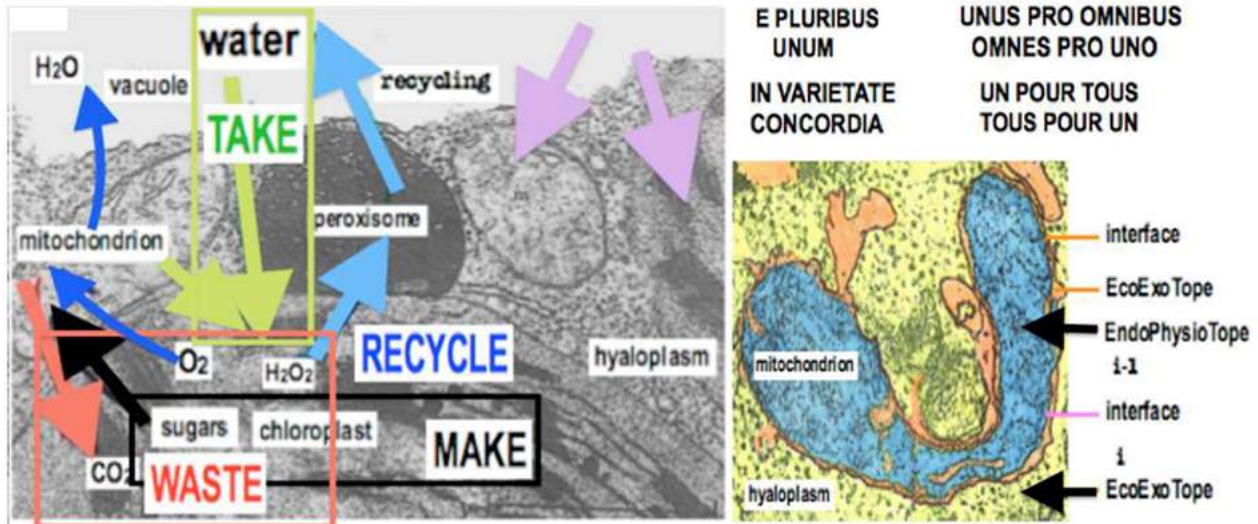 water
H2O
vacuole
TAKE
recycling
mitochondrion
peroxisome
O2
H2O2
RECYCLE
hyaloplasm
sugars
chloroplast
MAKE
CO2
WASTE
E PLURIBUS
UNUM
UNUS PRO OMNIBUS
OMNES PRO UNO
IN VARIETATE
CONCORDIA
UN POUR TOUS
TOUS POUR UN
interface
EcoExoTope
EndoPhysioTope
i-1
mitochondrion
interface
i
EcoExoTope
hyaloplasm